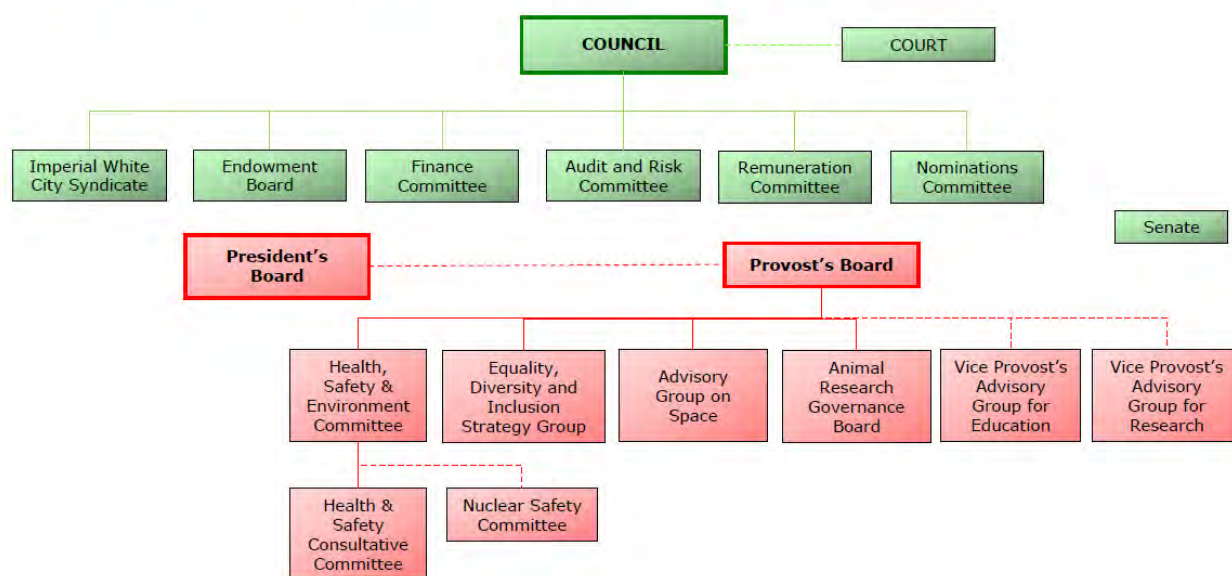 COUNCIL
COURT
Imperial White
City Syndicate
Endowment
Board
Finance
Committee
Audit and Risk
Committee
Remuneration
Committee
Nominations
Committee
Senate
President’s
Board
Provost’s Board
Health,
Safety &
Environment
Committee
Equality,
Diversity and
Inclusion
Strategy Group
Advisory
Group on
Space
Animal
Research
Governance
Board
Vice Provost’s
Advisory
Group for
Education
Vice Provost’s
Advisory
Group for
Research
Health &
Safety
Consultative
Committee
Nuclear Safety
Committee